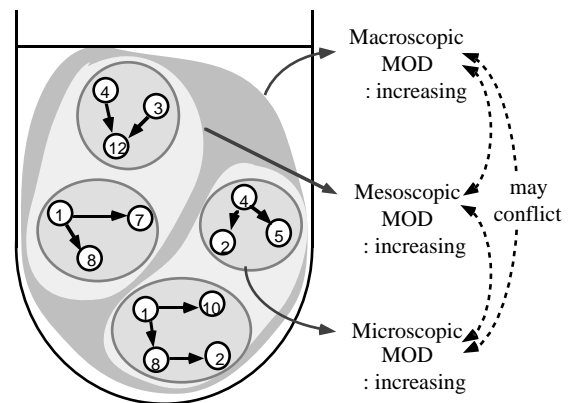 Macroscopic
MOD
: increasing
4
3
12
Mesoscopic
MOD
: increasing
may
conflict
1
7
8
4
2
5
1
10
8
2
Microscopic
MOD
: increasing